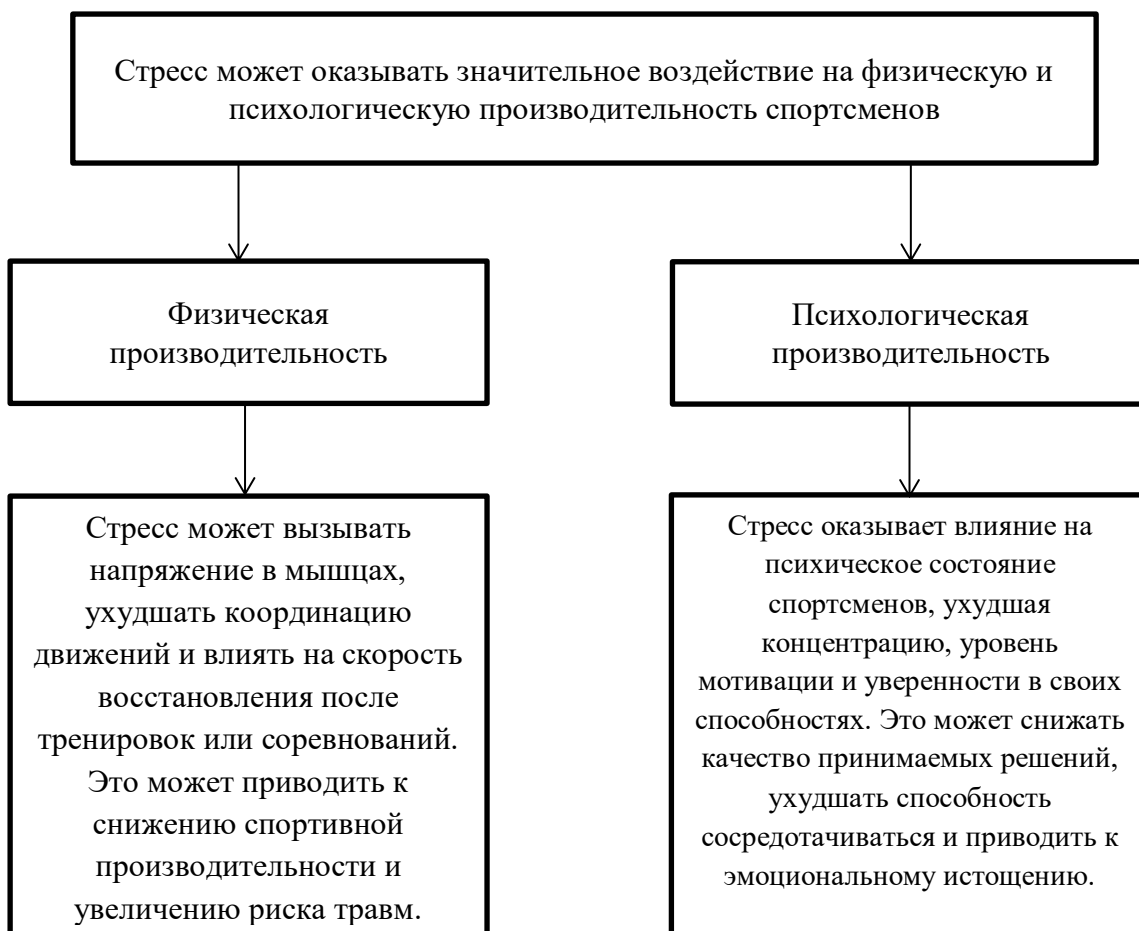 Стресс может оказывать значительное воздействие на физическую и
психологическую производительность спортсменов
Физическая
производительность
Психологическая
производительность
Стресс может вызывать
напряжение в мышцах,
ухудшать координацию
движений и влиять на скорость
восстановления после
тренировок или соревнований.
Это может приводить к
снижению спортивной
производительности и
увеличению риска травм.
Стресс оказывает влияние на
психическое состояние
спортсменов, ухудшая
концентрацию, уровень
мотивации и уверенности в своих
способностях. Это может снижать
качество принимаемых решений,
ухудшать способность
сосредотачиваться и приводить к
эмоциональному истощению.